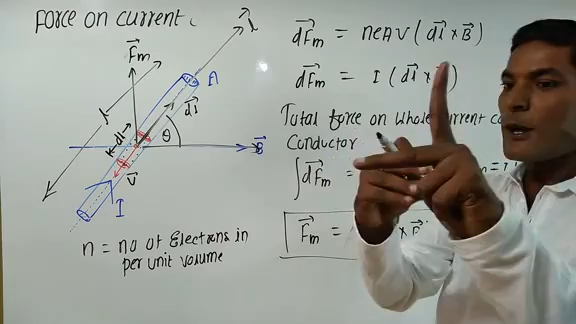 Force on current
F⃗m
l
A
dl⃗
l
dl
θ
B⃗
V⃗
I
n = no of Electrons in
per unit volume
dF⃗m = neAV (dl⃗ × B⃗)
dF⃗m = I (dl⃗ ×
Total force on whole current
Conductor
∫dF⃗m =
F⃗m =